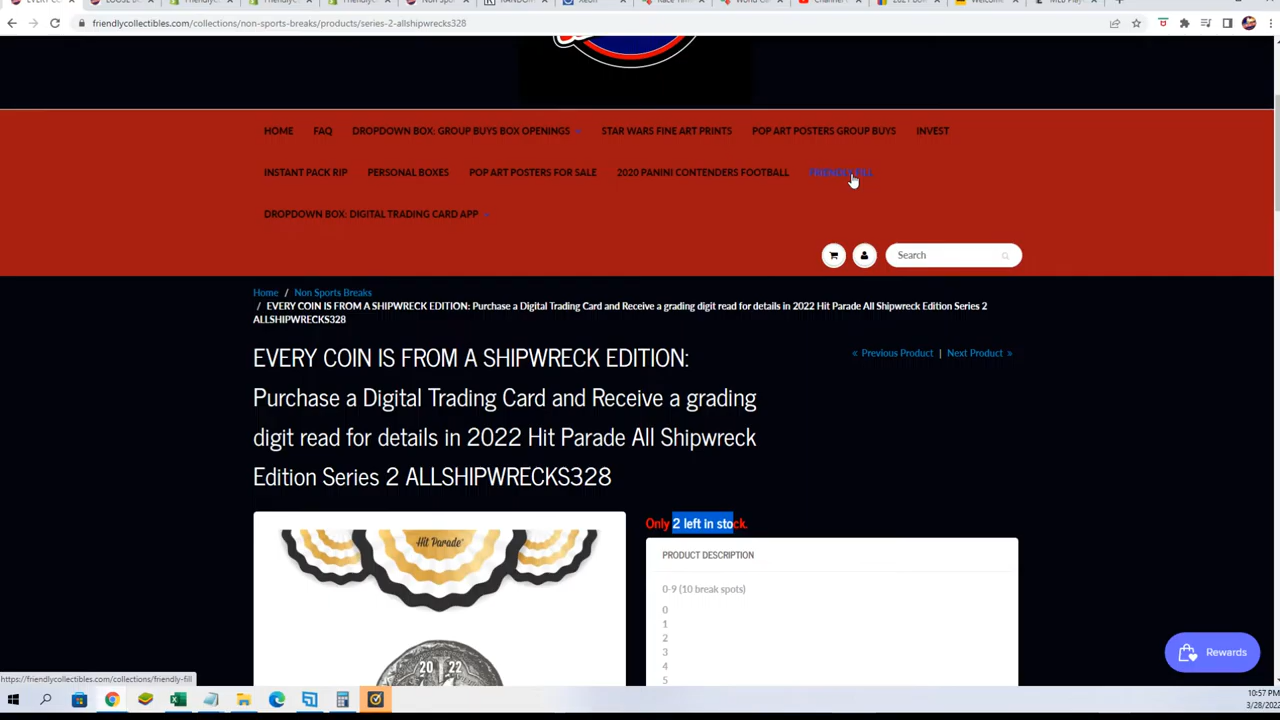 friendlycollectibles.com/collections/non-sports-breaks/products/series-2-allshipwrecks328
HOME FAQ DROPDOWN BOX: GROUP BUYS BOX OPENINGS STAR WARS FINE ART PRINTS POP ART POSTERS GROUP BUYS INVEST
INSTANT PACK RIP PERSONAL BOXES POP ART POSTERS FOR SALE 2020 PANINI CONTENDERS FOOTBALL
DROPDOWN BOX: DIGITAL TRADING CARD APP
Search
Home / Non Sports Breaks
/ EVERY COIN IS FROM A SHIPWRECK EDITION: Purchase a Digital Trading Card and Receive a grading digit read for details in 2022 Hit Parade All Shipwreck Edition Series 2
ALLSHIPWRECKS328
EVERY COIN IS FROM A SHIPWRECK EDITION:
Purchase a Digital Trading Card and Receive a grading
digit read for details in 2022 Hit Parade All Shipwreck
Edition Series 2 ALLSHIPWRECKS328
« Previous Product | Next Product »
Only 2 left in stock.
Hit Parade
20 22
PRODUCT DESCRIPTION
0-9 (10 break spots)
0
1
2
3
4
5
Rewards
https://friendlycollectibles.com/collections/friendly-fill
10:57 PM